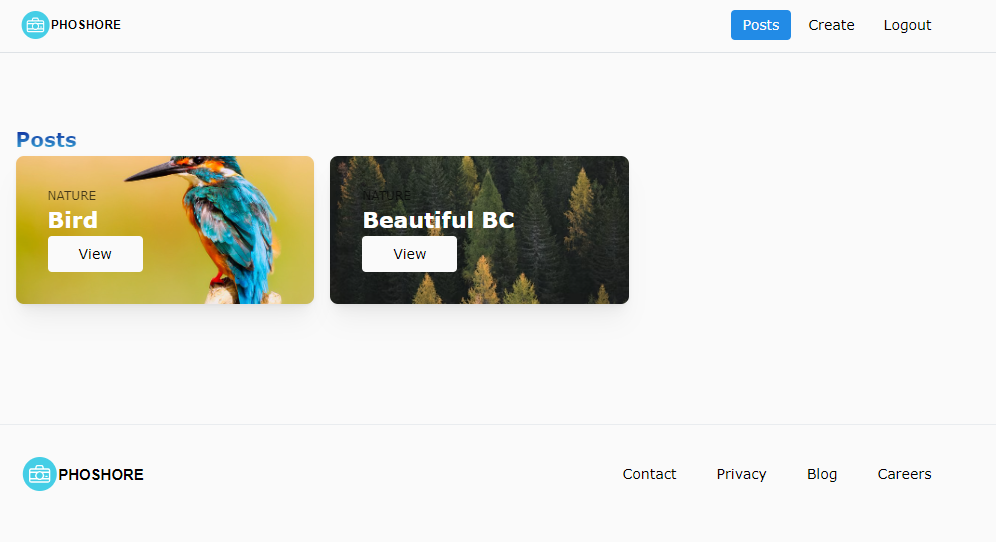 PHOSHORE
Posts Create Logout
Posts
NATURE
Bird
View
NATURE
Beautiful BC
View
PHOSHORE
Contact Privacy Blog Careers